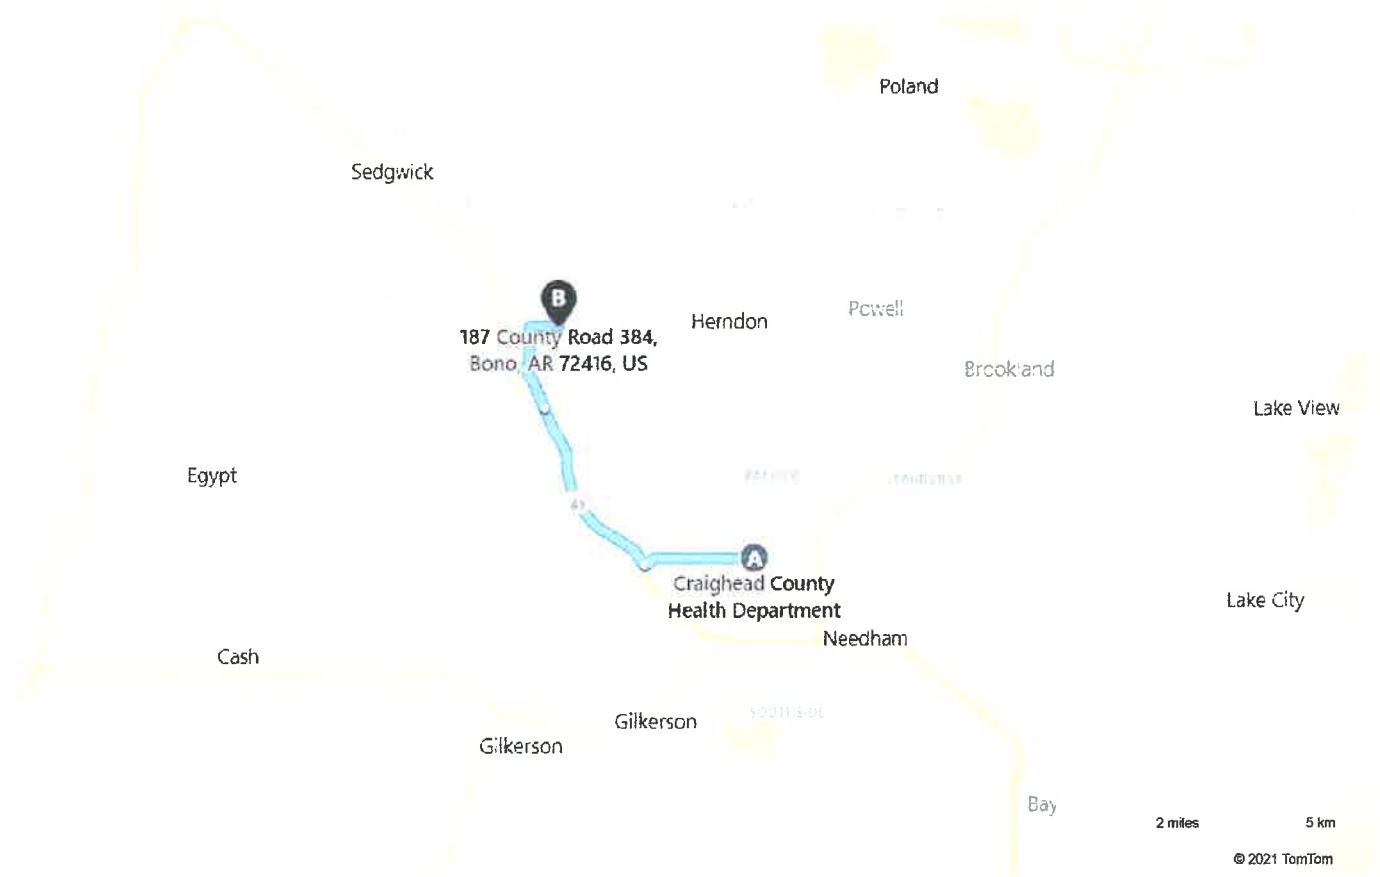 Poland
Sedgwick
B
Herndon
Powell
187 County Road 384,
Bono, AR 72416, US
Brookland
Lake View
Egypt
A
Craighead County
Health Department
Lake City
Needham
Cash
SOUTHSIDE
Gilkerson
Gilkerson
Bay
2 miles
5 km
© 2021 TomTom